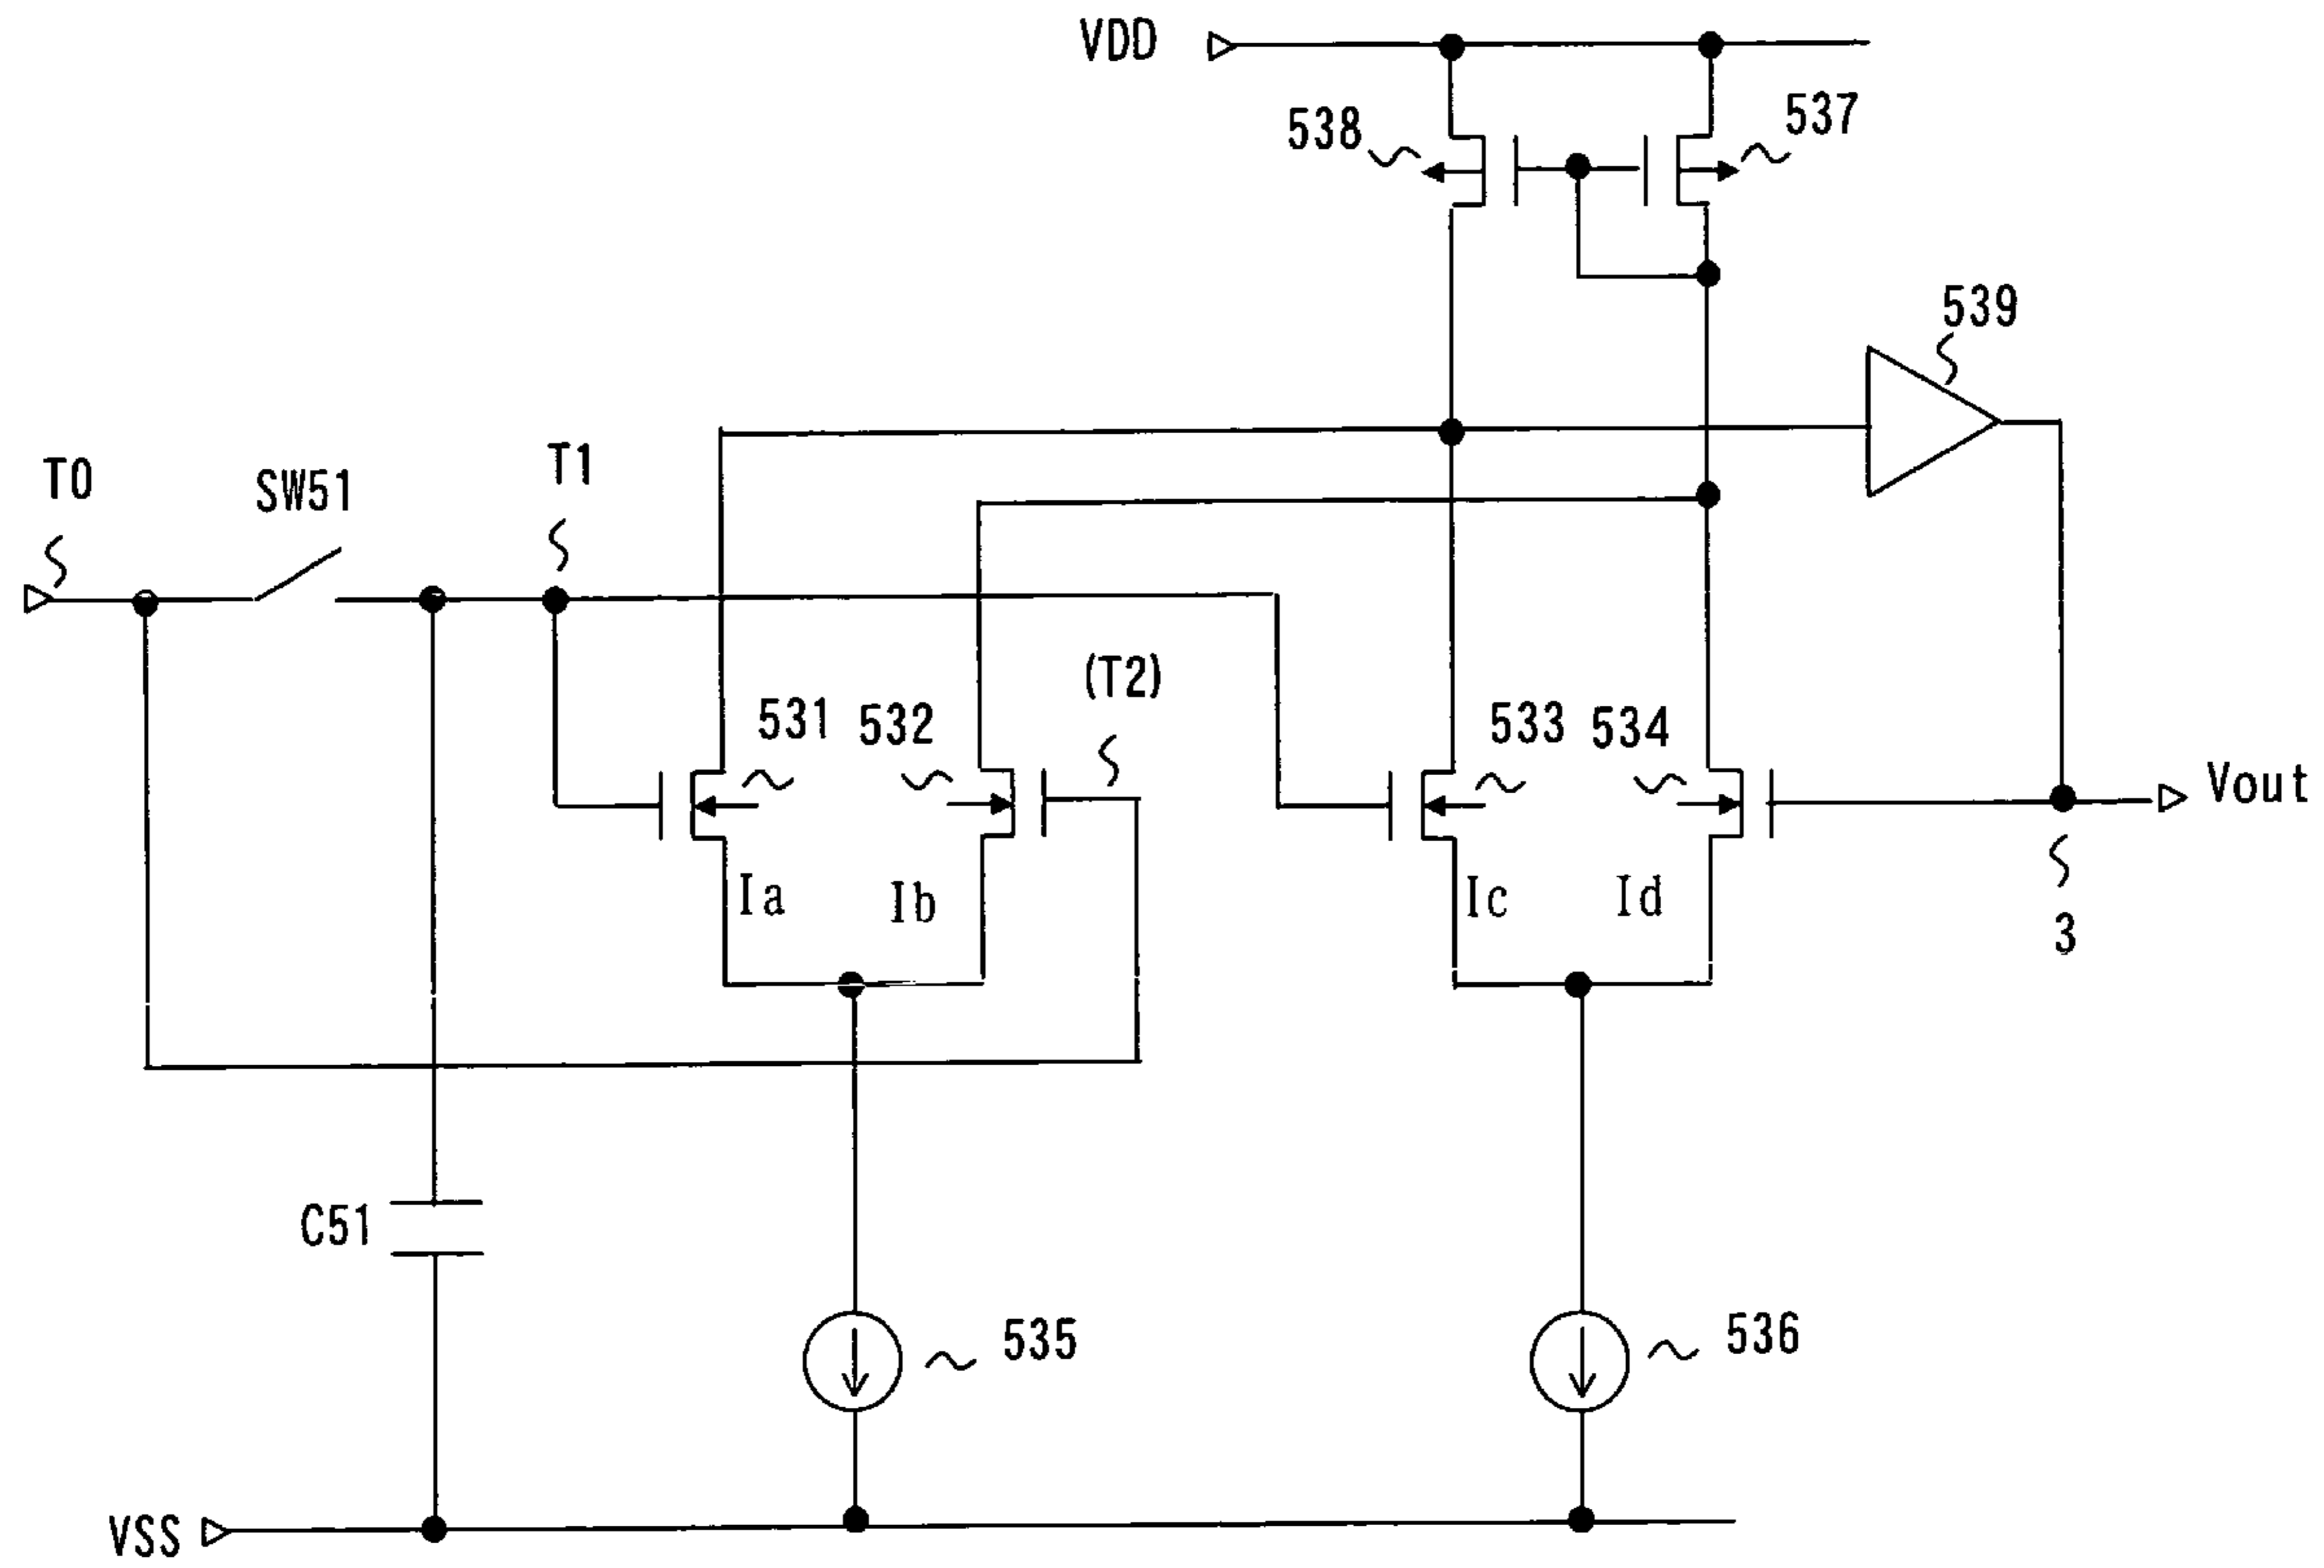 VDD
538
537
539
T0
SW51
T1
(T2)
531
532
533
534
Vout
Ia
Ib
Ic
Id
3
C51
535
536
VSS